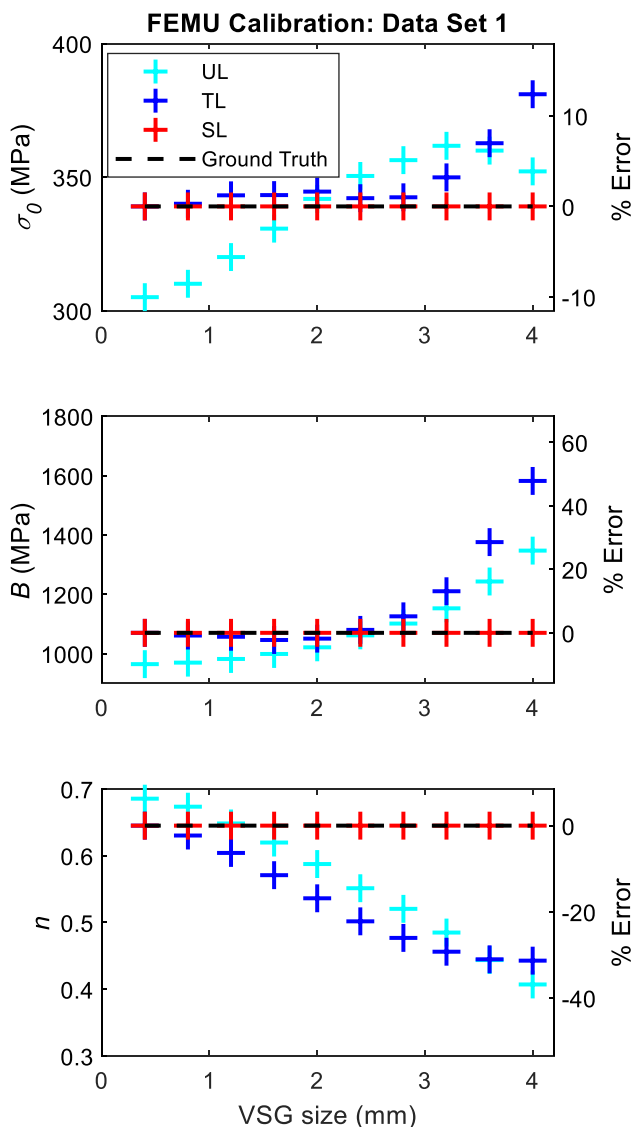 FEMU Calibration: Data Set 1
400
350
300
σ0 (MPa)
UL
TL
SL
Ground Truth
10
0
-10
% Error
0 1 2 3 4
1800
1600
1400
1200
1000
B (MPa)
60
40
20
0
% Error
0 1 2 3 4
0.7
0.6
0.5
0.4
0.3
n
0
-20
-40
% Error
0 1 2 3 4
VSG size (mm)